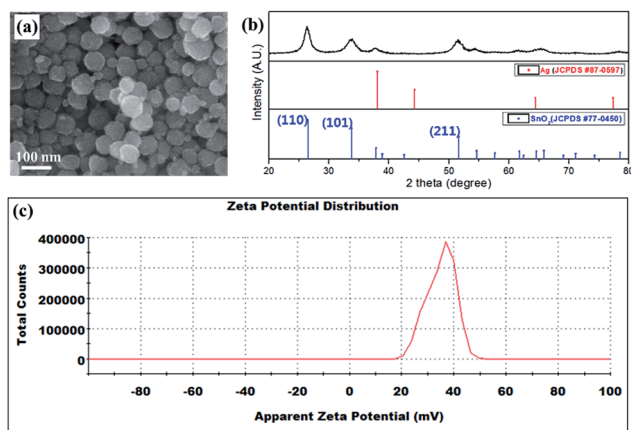 (a)
100 nm
(b)
Intensity (A.U.)
Ag (JCPDS #87-0597)
SnO₂(JCPDS #77-0450)
(110)
(101)
(211)
20 30 40 50 60 70 80
2 theta (degree)
(c)
Zeta Potential Distribution
Total Counts
400000
300000
200000
100000
0
-80 -60 -40 -20 0 20 40 60 80 100
Apparent Zeta Potential (mV)